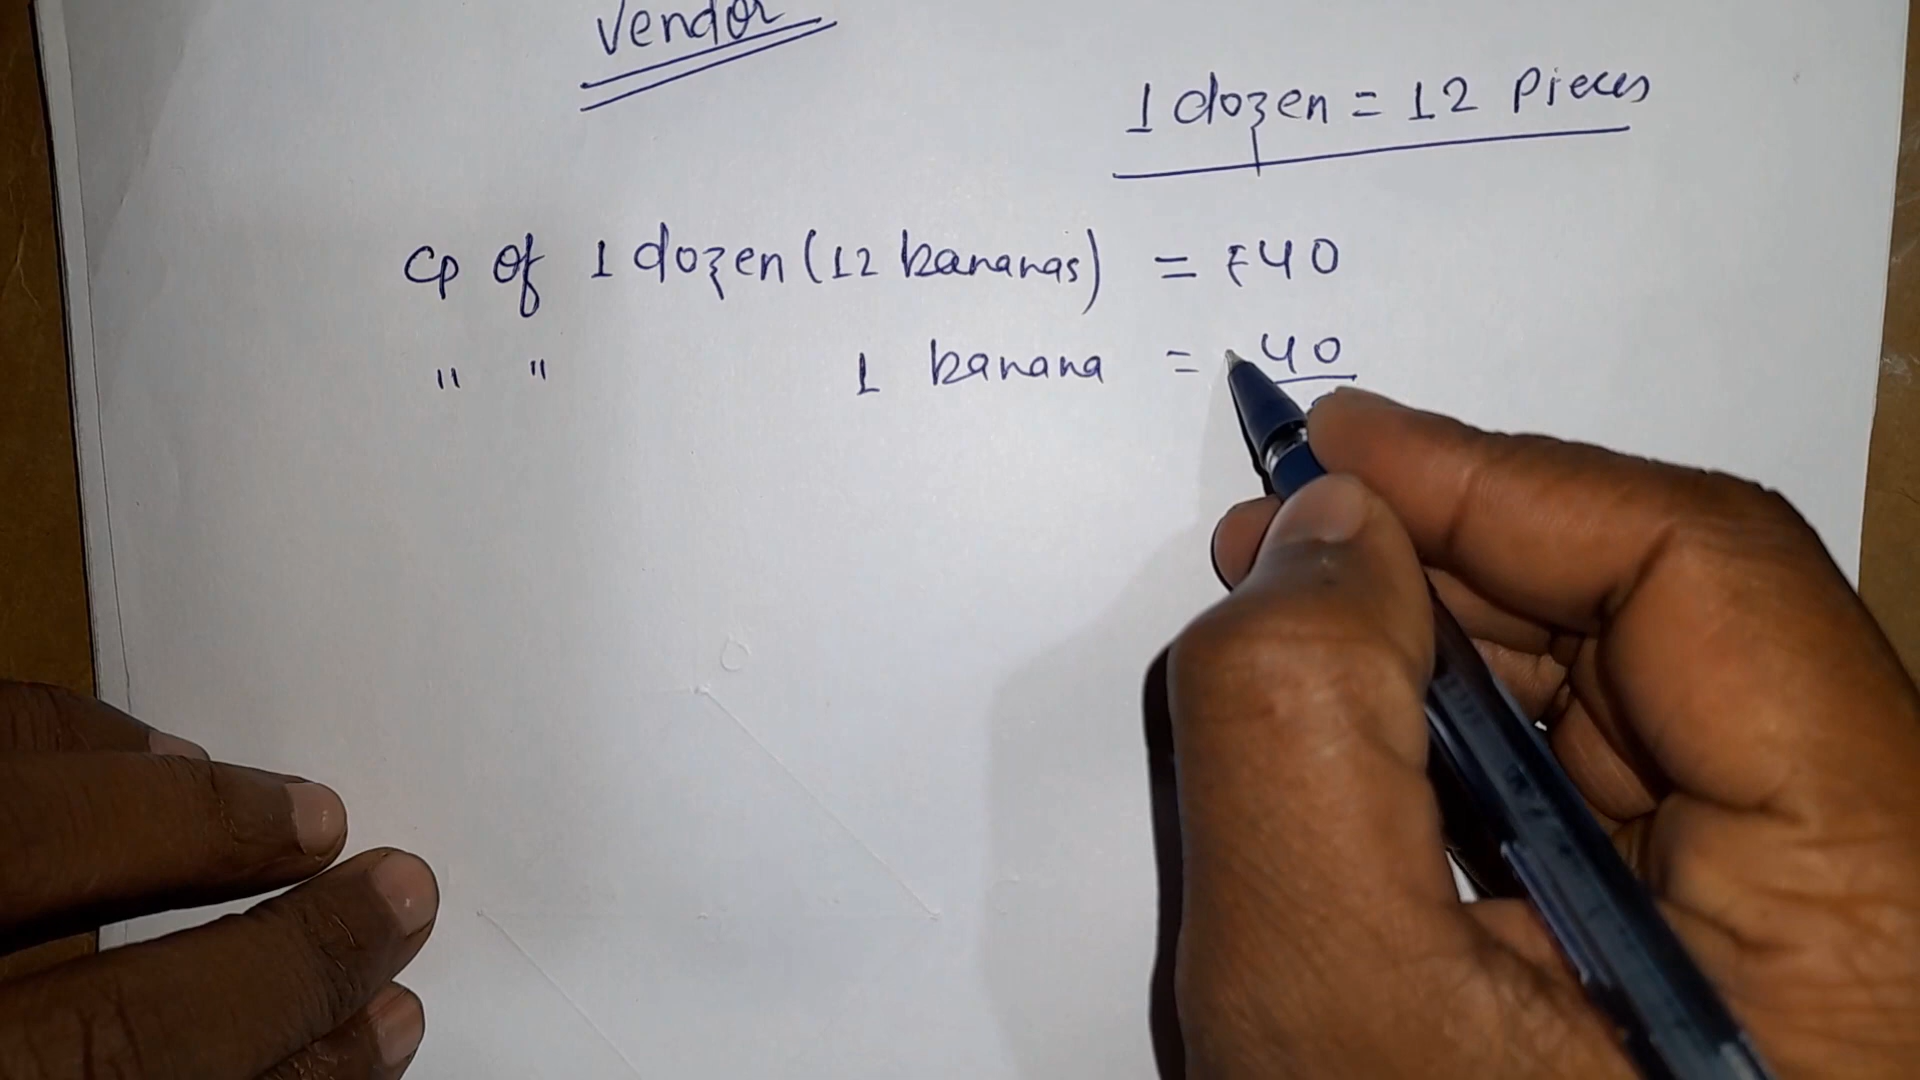 Vendor
1 dozen = 12 Pieces
CP of 1 dozen (12 bananas) = ₹40
" " 1 banana = 40